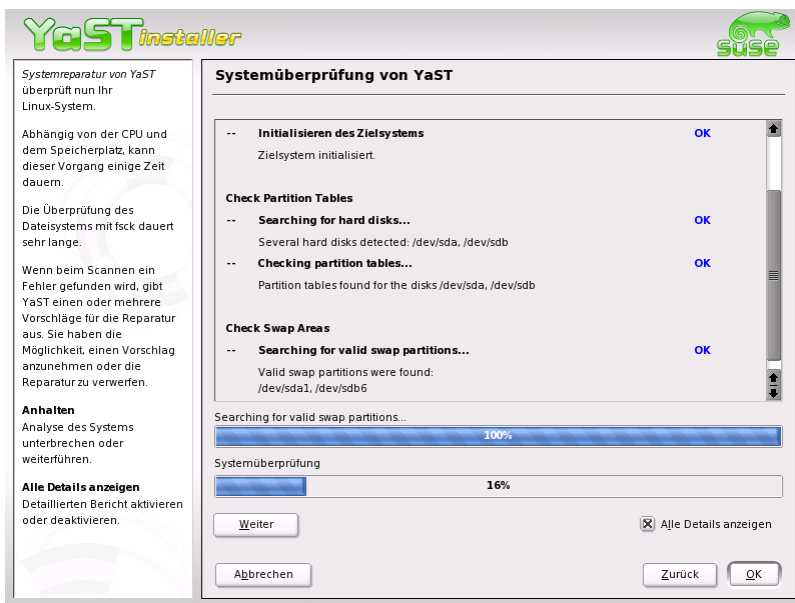 YaST installer
SUSE
Systemreparatur von YaST
überprüft nun Ihr
Linux-System.
Abhängig von der CPU und
dem Speicherplatz, kann
dieser Vorgang einige Zeit
dauern.
Die Überprüfung des
Dateisystems mit fsck dauert
sehr lange.
Wenn beim Scannen ein
Fehler gefunden wird, gibt
YaST einen oder mehrere
Vorschläge für die Reparatur
aus. Sie haben die
Möglichkeit, einen Vorschlag
anzunehmen oder die
Reparatur zu verwerfen.
Anhalten
Analyse des Systems
unterbrechen oder
weiterführen.
Alle Details anzeigen
Detaillierten Bericht aktivieren
oder deaktivieren.
Systemüberprüfung von YaST
-- Initialisieren des Zielsystems OK
Zielsystem initialisiert.
Check Partition Tables
-- Searching for hard disks... OK
Several hard disks detected: /dev/sda, /dev/sdb
-- Checking partition tables... OK
Partition tables found for the disks /dev/sda, /dev/sdb
Check Swap Areas
-- Searching for valid swap partitions... OK
Valid swap partitions were found:
/dev/sda1, /dev/sdb6
Searching for valid swap partitions...
100%
Systemüberprüfung
16%
Weiter
Alle Details anzeigen
Abbrechen
Zurück
OK